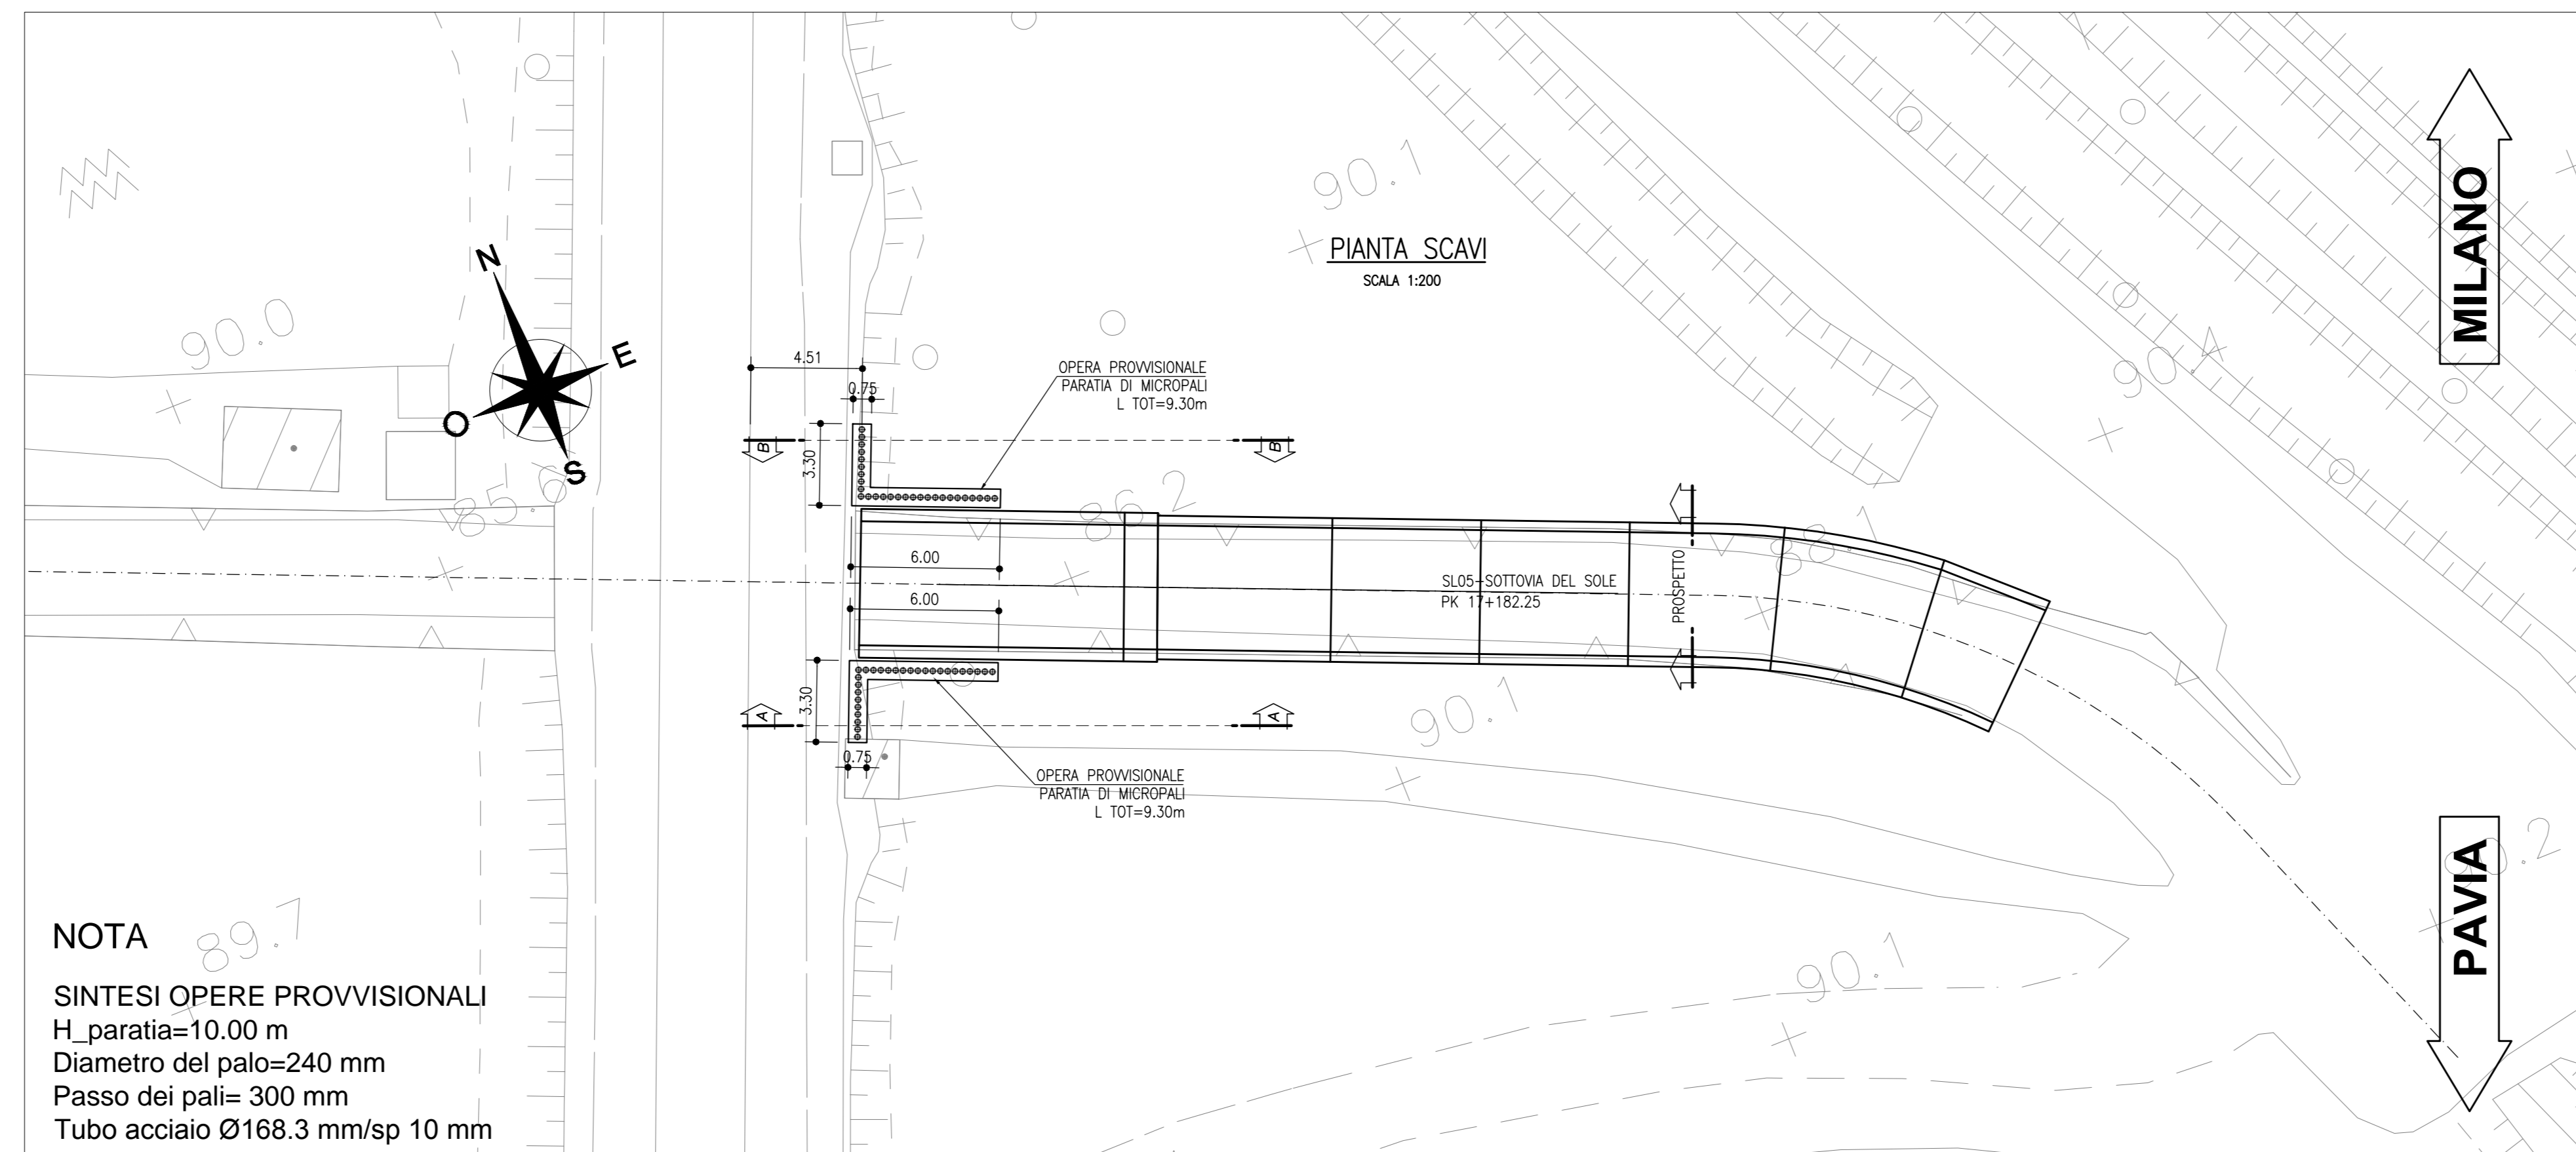 PIANTA SCAVI
SCALA 1:200
MILANO
90.1
90.0
N
E
O
S
85.6
4.51
0.75
OPERA PROVVISIONALE
PARATIA DI MICROPALI
L TOT=9.30m
B
B
3.30
86.2
90.4
6.00
6.00
SL05-SOTTOVIA DEL SOLE
PK 17+182.25
PROSPETTO
3.30
A
A
0.75
OPERA PROVVISIONALE
PARATIA DI MICROPALI
L TOT=9.30m
90.1
90.1
PAVIA
89.7
NOTA
SINTESI OPERE PROVVISIONALI
H_paratia=10.00 m
Diametro del palo=240 mm
Passo dei pali= 300 mm
Tubo acciaio Ø168.3 mm/sp 10 mm